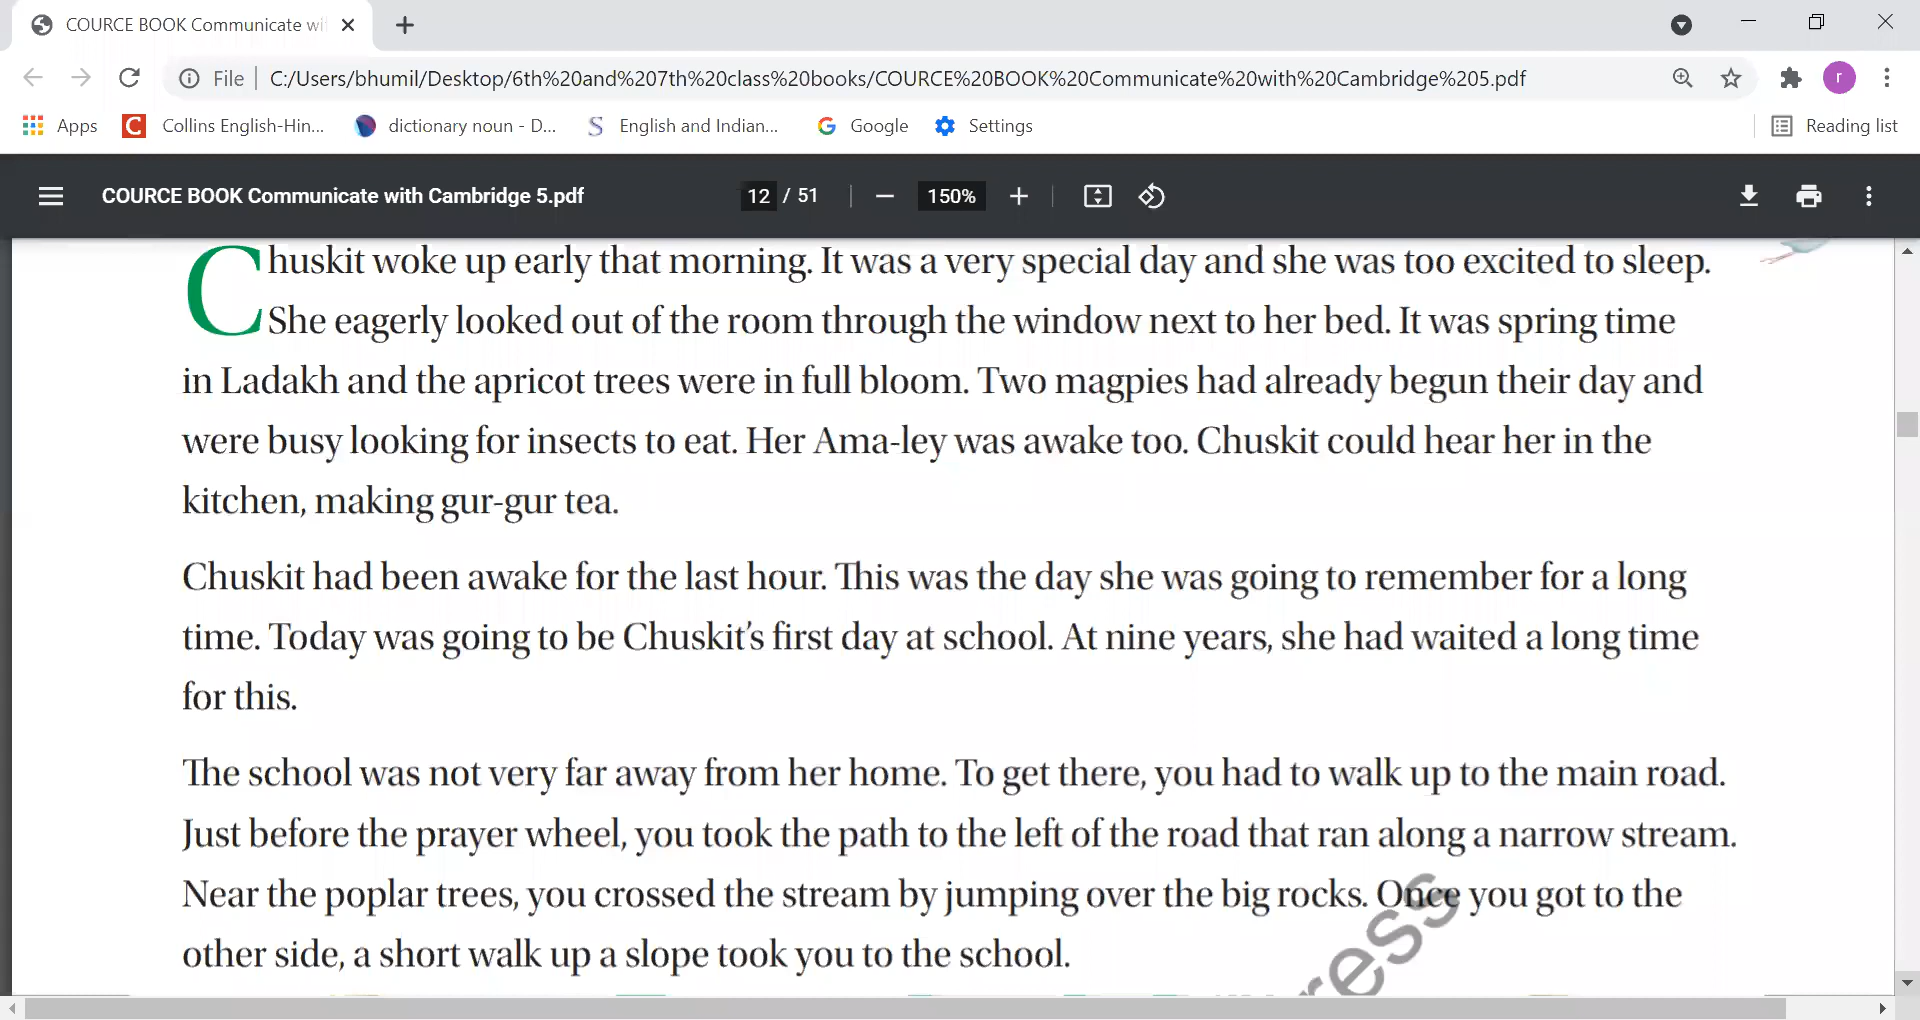 COURCE BOOK Communicate wi
File C:/Users/bhumil/Desktop/6th%20and%207th%20class%20books/COURCE%20BOOK%20Communicate%20with%20Cambridge%205.pdf
r
Apps Collins English-Hin... dictionary noun - D... English and Indian... Google Settings Reading list
COURCE BOOK Communicate with Cambridge 5.pdf 12 / 51 150%
Chuskit woke up early that morning. It was a very special day and she was too excited to sleep.
She eagerly looked out of the room through the window next to her bed. It was spring time
in Ladakh and the apricot trees were in full bloom. Two magpies had already begun their day and
were busy looking for insects to eat. Her Ama-ley was awake too. Chuskit could hear her in the
kitchen, making gur-gur tea.
Chuskit had been awake for the last hour. This was the day she was going to remember for a long
time. Today was going to be Chuskit’s first day at school. At nine years, she had waited a long time
for this.
The school was not very far away from her home. To get there, you had to walk up to the main road.
Just before the prayer wheel, you took the path to the left of the road that ran along a narrow stream.
Near the poplar trees, you crossed the stream by jumping over the big rocks. Once you got to the
other side, a short walk up a slope took you to the school.
ress